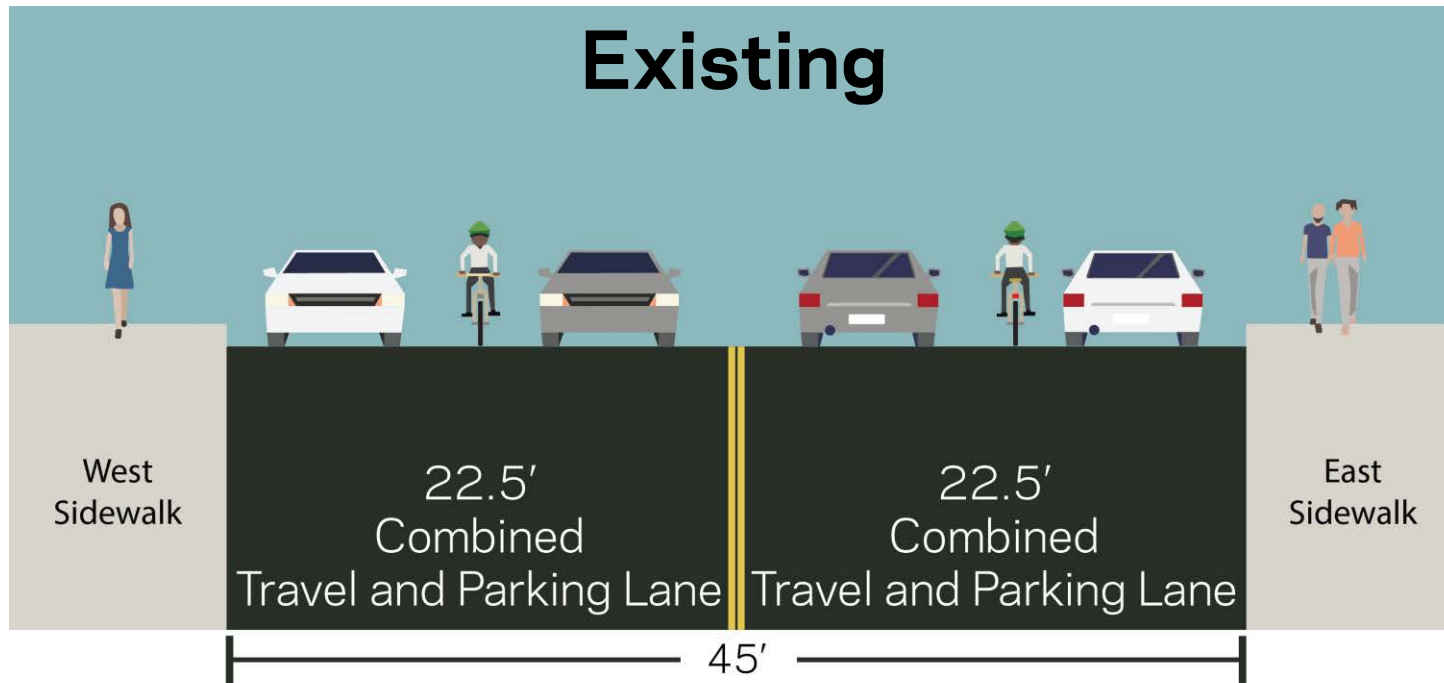 Existing
West
Sidewalk
22.5′
Combined
Travel and Parking Lane
22.5′
Combined
Travel and Parking Lane
East
Sidewalk
45′